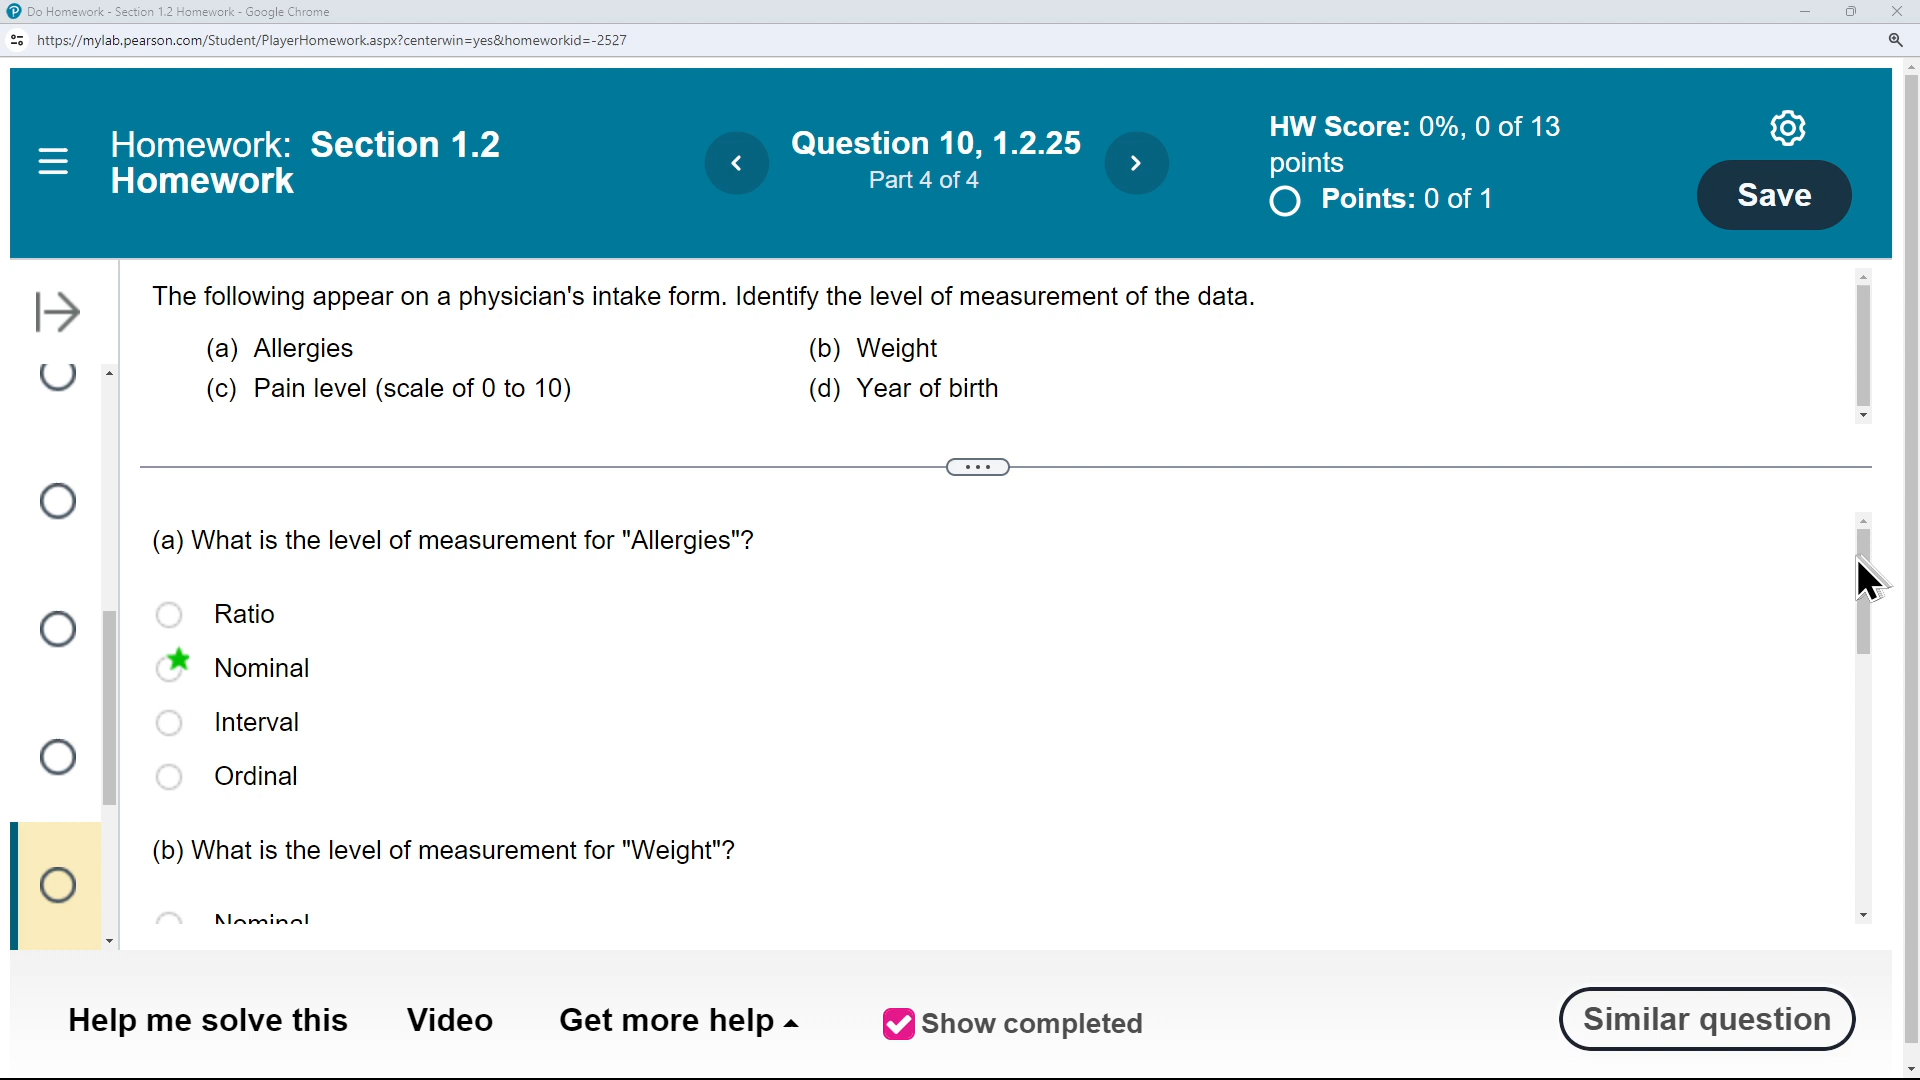 Do Homework - Section 1.2 Homework - Google Chrome
https://mylab.pearson.com/Student/PlayerHomework.aspx?centerwin=yes&homeworkid=-2527
Homework: Section 1.2
Homework
Question 10, 1.2.25
Part 4 of 4
HW Score: 0%, 0 of 13
points
Points: 0 of 1
Save
The following appear on a physician's intake form. Identify the level of measurement of the data.
(a) Allergies
(b) Weight
(c) Pain level (scale of 0 to 10)
(d) Year of birth
(a) What is the level of measurement for "Allergies"?
Ratio
Nominal
Interval
Ordinal
(b) What is the level of measurement for "Weight"?
Nominal
Help me solve this
Video
Get more help
Show completed
Similar question